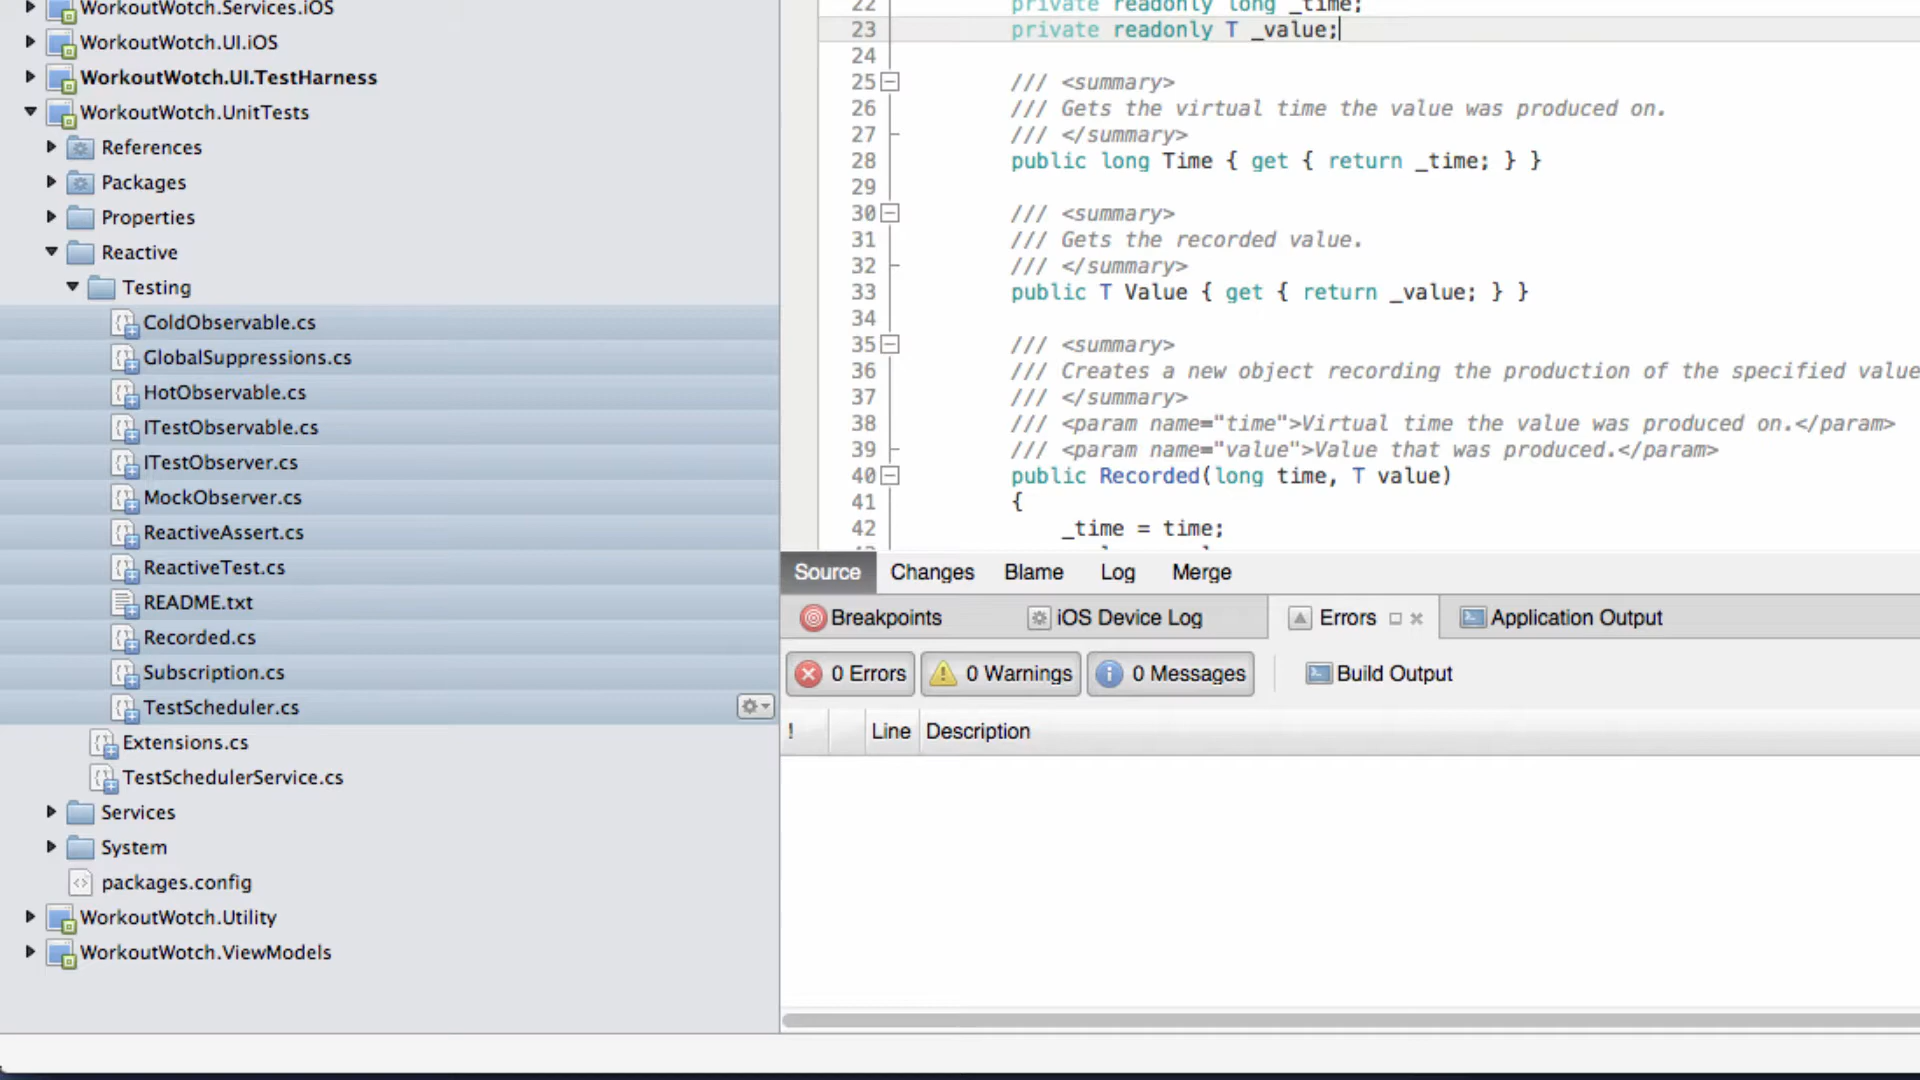 WorkoutWotch.Services.iOS
WorkoutWotch.UI.iOS
WorkoutWotch.UI.TestHarness
WorkoutWotch.UnitTests
References
Packages
Properties
Reactive
Testing
ColdObservable.cs
GlobalSuppressions.cs
HotObservable.cs
ITestObservable.cs
ITestObserver.cs
MockObserver.cs
ReactiveAssert.cs
ReactiveTest.cs
README.txt
Recorded.cs
Subscription.cs
TestScheduler.cs
Extensions.cs
TestSchedulerService.cs
Services
System
packages.config
WorkoutWotch.Utility
WorkoutWotch.ViewModels
22 private readonly long _time;
23 private readonly T _value;
24
25 /// <summary>
26 /// Gets the virtual time the value was produced on.
27 /// </summary>
28 public long Time { get { return _time; } }
29
30 /// <summary>
31 /// Gets the recorded value.
32 /// </summary>
33 public T Value { get { return _value; } }
34
35 /// <summary>
36 /// Creates a new object recording the production of the specified value
37 /// </summary>
38 /// <param name="time">Virtual time the value was produced on.</param>
39 /// <param name="value">Value that was produced.</param>
40 public Recorded(long time, T value)
41 {
42 _time = time;
Source Changes Blame Log Merge
Breakpoints iOS Device Log Errors Application Output
0 Errors 0 Warnings 0 Messages Build Output
! Line Description